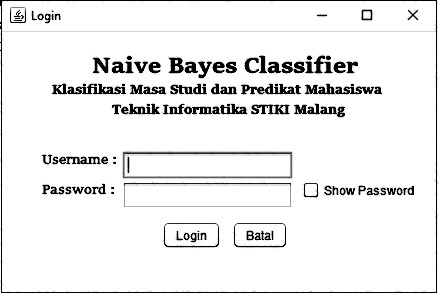 Login
Naive Bayes Classifier
Klasifikasi Masa Studi dan Predikat Mahasiswa
Teknik Informatika STIKI Malang
Username :
Password :
Show Password
Login Batal